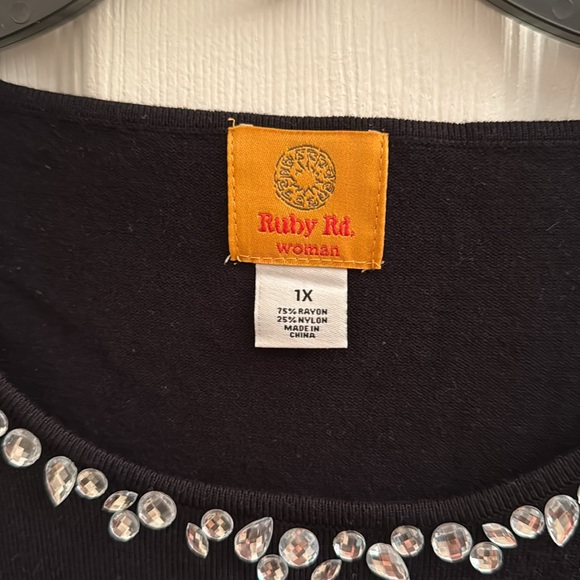 Ruby Rd.
woman
1X
75% RAYON
25% NYLON
MADE IN
CHINA